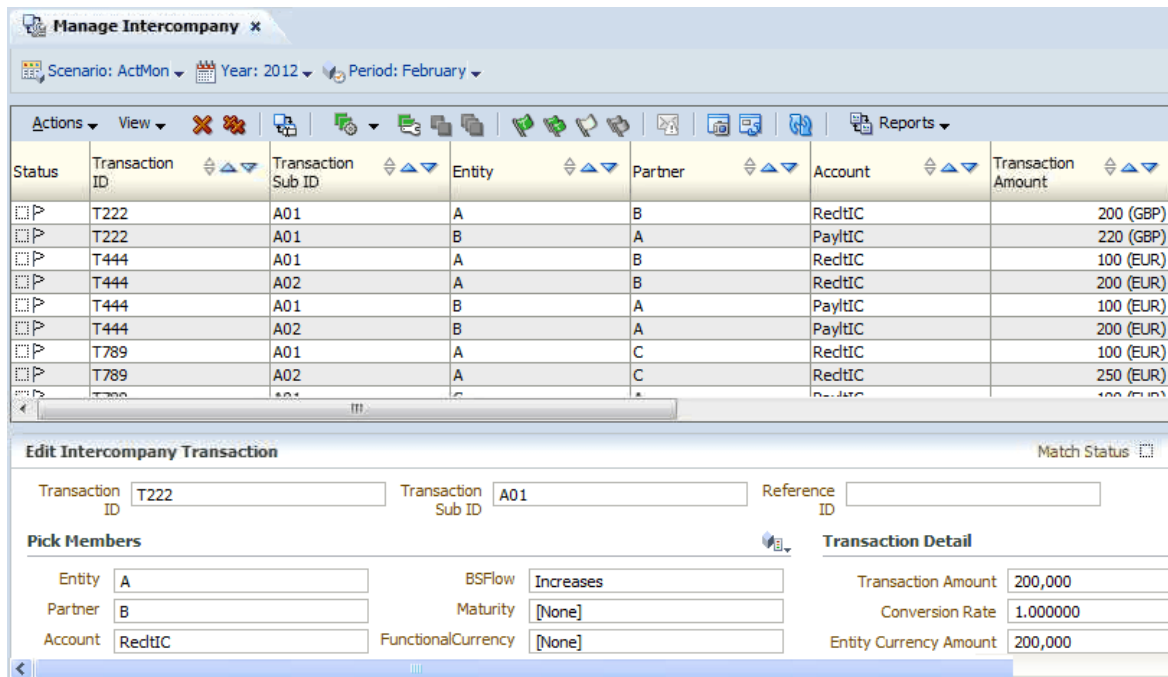 Manage Intercompany ×
Scenario: ActMon Year: 2012 Period: February
Actions View Reports
Status Transaction ID Transaction Sub ID Entity Partner Account Transaction Amount
T222 A01 A B RecltIC 200 (GBP)
T222 A01 B A PayltIC 220 (GBP)
T444 A01 A B RecltIC 100 (EUR)
T444 A02 A B RecltIC 200 (EUR)
T444 A01 B A PayltIC 100 (EUR)
T444 A02 B A PayltIC 200 (EUR)
T789 A01 A C RecltIC 100 (EUR)
T789 A02 A C RecltIC 250 (EUR)
Edit Intercompany Transaction Match Status
Transaction ID T222 Transaction Sub ID A01 Reference ID
Pick Members Transaction Detail
Entity A BSFlow Increases Transaction Amount 200,000
Partner B Maturity [None] Conversion Rate 1.000000
Account RecltIC FunctionalCurrency [None] Entity Currency Amount 200,000